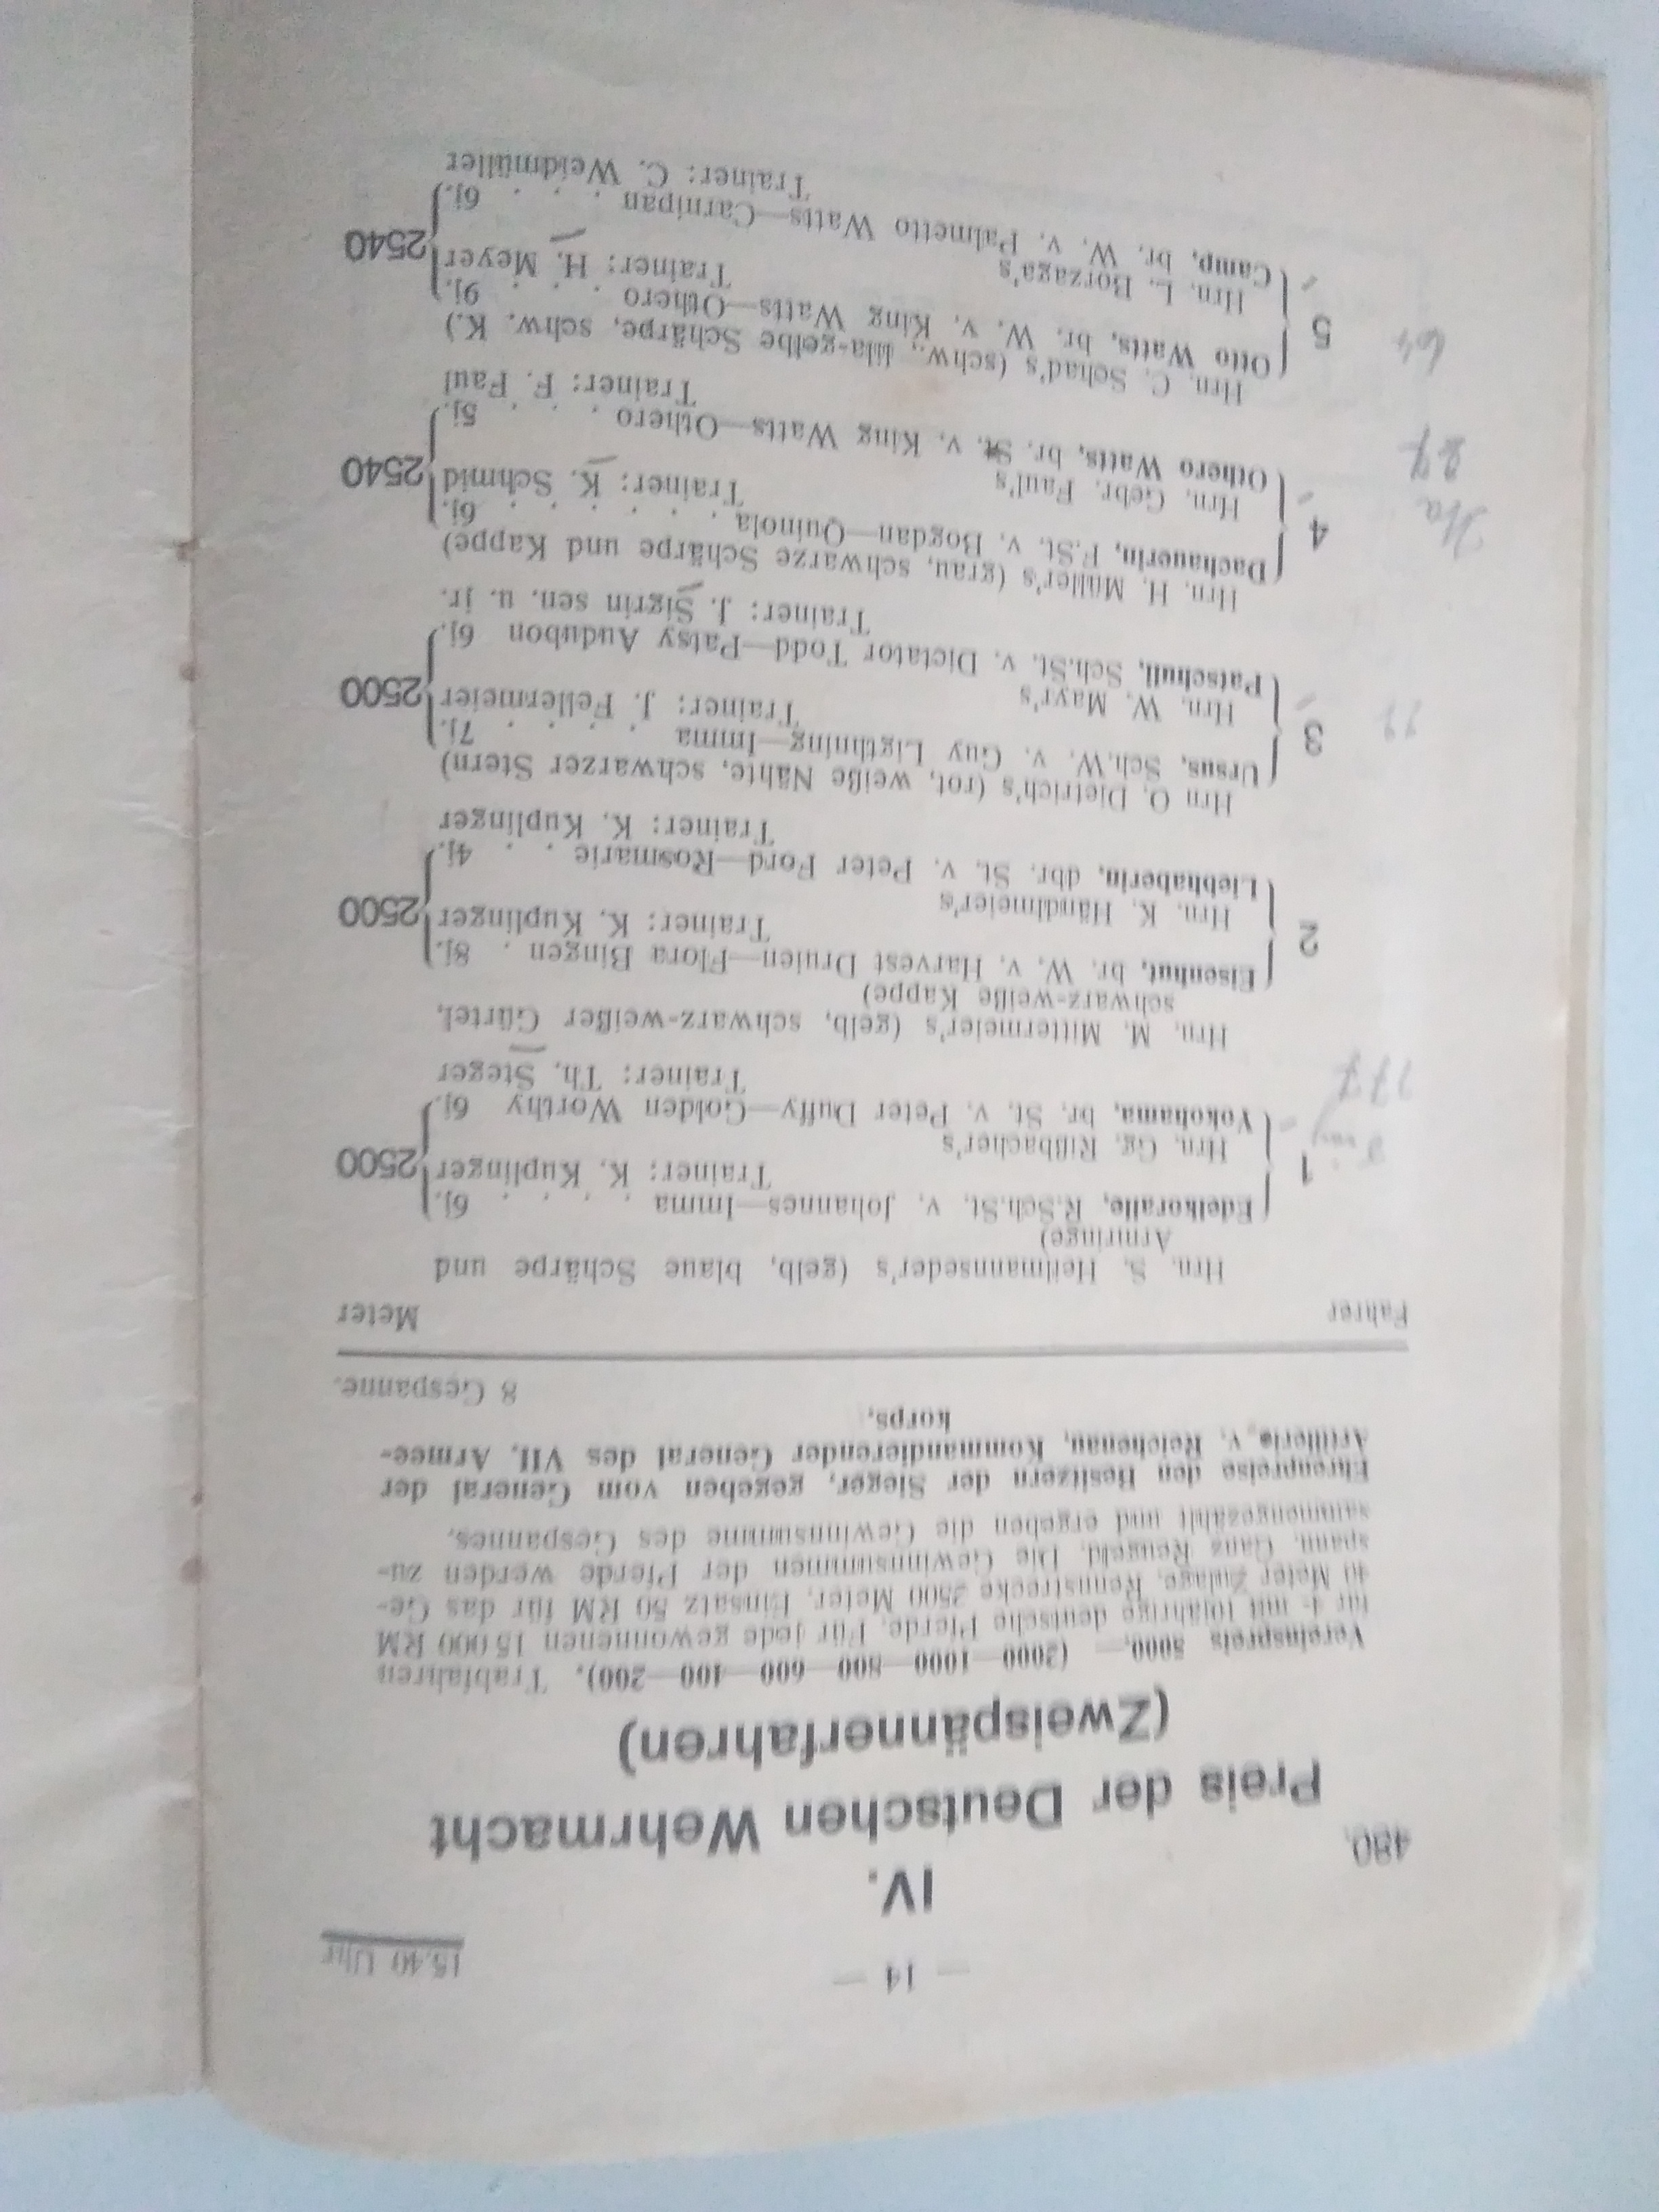 — 14 —
15.40 Uhr
IV.
480.
Preis der Deutschen Wehrmacht
(Zweispännerfahren)
Vereinspreis 5000,— (2000—1000—800—600—400—200). Trabfahren
für 4- mit 10jährige deutsche Pferde. Für jede gewonnenen 15 000 RM
40 Meter Zulage. Rennstrecke 2500 Meter. Einsatz 50 RM für das Ge-
spann. Ganz Reugeld. Die Gewinnsummen der Pferde werden zu-
sammengezählt und ergeben die Gewinnsumme des Gespannes.
Ehrenpreise den Besitzern der Sieger, gegeben vom General der
Artillerie v. Reichenau, Kommandierender General des VII. Armee-
korps.
8 Gespanne.
Fahrer Meter
Hrn. S. Heilmannseder's (gelb, blaue Schärpe und
Armringe)
Edelkoralle, R.Sch.St. v. Johannes—Imma . . . . . 6j.
1 Trainer: K. Kuplinger 2500
Hrn. Gg. Rißbacher's
Yokohama, br. St. v. Peter Duffy—Golden Worthy 6j.
Trainer: Th. Steger
777
Hrn. M. Mittermeier's (gelb, schwarz-weißer Gürtel,
schwarz-weiße Kappe)
Eisenhut, br. W. v. Harvest Druien—Flora Bingen . 8j.
2 Trainer: K. Kuplinger 2500
Hrn. K. Händlmeier's
Liebhaberin, dbr. St. v. Peter Ford—Rosmarie . . 4j.
Trainer: K. Kuplinger
Hrn O. Dietrich's (rot, weiße Nähte, schwarzer Stern)
Ursus, Sch.W. v. Guy Ligthning—Imma . . . . . 7j.
3 Trainer: J. Fellermeier 2500
Hrn. W. Mayr's
Patschuli, Sch.St. v. Dictator Todd—Patsy Audubon 6j.
Trainer: J. Sigrin sen. u. jr.
Hrn. H. Müller's (grau, schwarze Schärpe und Kappe)
Dachauerin, F.St. v. Bogdan—Quinola . . . . . . 6j.
4 Trainer: K. Schmid 2540
Hrn. Gebr. Paul's
Othero Watts, br. St. v. King Watts—Othero . . . 5j.
Trainer: F. Paul
Hrn. C. Schad's (schw., lila-gelbe Schärpe, schw. K.)
Otto Watts, br. W. v. King Watts—Othero . . . . 9j.
5 Trainer: H. Meyer 2540
Hrn. L. Borzaga's
Camp, br. W. v. Palmetto Watts—Carnipan . . . 6j.
Trainer: C. Weidmüller